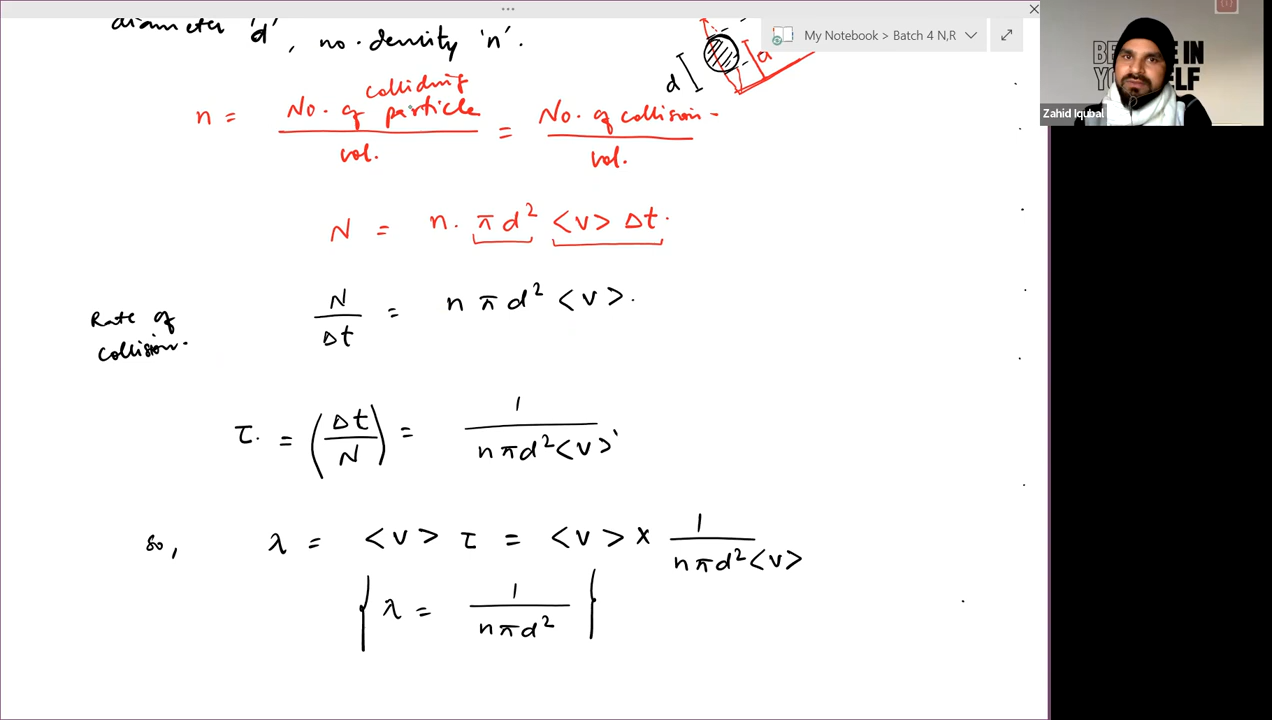 diameter 'd', no. density 'n'.
My Notebook > Batch 4 N,R
d
a
Zahid Iqubal
n = No. of colliding particle / vol. = No. of collision / vol.
N = n. πd² <v> Δt.
Rate of collision.
N / Δt = n π d² <v>.
τ. = (Δt / N) = 1 / nπd²<v>
so, λ = <v> τ = <v> × 1 / nπd²<v>
{ λ = 1 / nπd² }